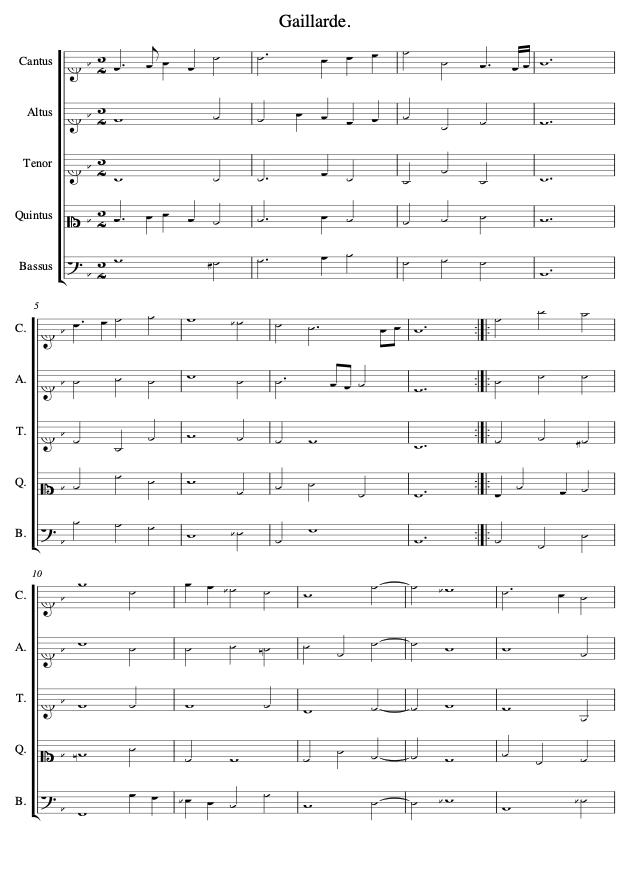 Gaillarde.
Cantus
Altus
Tenor
Quintus
Bassus
5
C.
A.
T.
Q.
B.
10
C.
A.
T.
Q.
B.